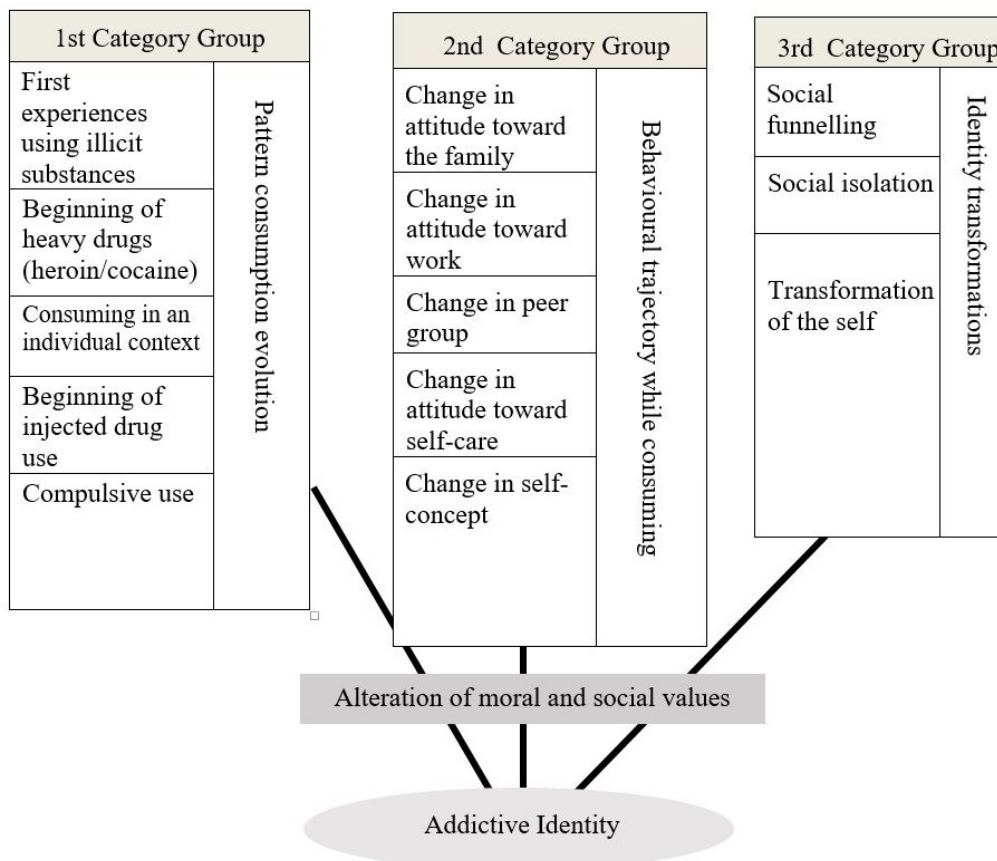 1st Category Group
First
experiences
using illicit
substances
Beginning of
heavy drugs
(heroin/cocaine)
Consuming in an
individual context
Beginning of
injected drug
use
Compulsive use
Pattern consumption evolution
2nd Category Group
Change in
attitude toward
the family
Change in
attitude toward
work
Change in peer
group
Change in
attitude toward
self-care
Change in self-
concept
Behavioural trajectory while consuming
3rd Category Group
Social
funnelling
Social isolation
Transformation
of the self
Identity transformations
Alteration of moral and social values
Addictive Identity